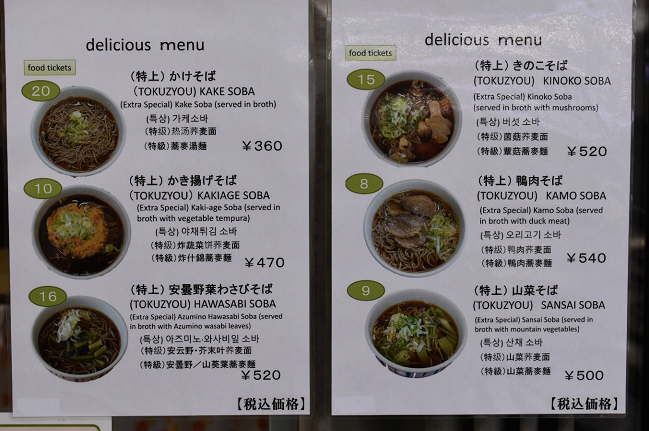 delicious menu
food tickets
20
（特上）かけそば
（TOKUZYOU）KAKE SOBA
(Extra Special) Kake Soba (served in broth)
(특상) 가케소바
（特级）热汤荞麦面
（特級）蕎麥湯麵
￥360
10
（特上）かき揚げそば
（TOKUZYOU）KAKIAGE SOBA
(Extra Special) Kaki-age Soba (served in
broth with vegetable tempura)
(특상) 야채튀김 소바
（特级）炸蔬菜饼荞麦面
（特級）炸什錦蕎麥麵
￥470
16
（特上）安曇野葉わさびそば
（TOKUZYOU）HAWASABI SOBA
(Extra Special) Azumino Hawasabi Soba (served
in broth with Azumino wasabi leaves)
(특상) 아즈미노·와사비잎 소바
（特级）安云野・芥末叶荞麦面
（特級）安曇野／山葵葉蕎麥麵
￥520
【税込価格】
delicious menu
food tickets
15
（特上）きのこそば
(TOKUZYOU) KINOKO SOBA
(Extra Special) Kinoko Soba
(served in broth with mushrooms)
(특상) 버섯 소바
（特级）菌菇荞麦面
（特級）蕈菇蕎麥麵
￥520
8
（特上）鴨肉そば
(TOKUZYOU) KAMO SOBA
(Extra Special) Kamo Soba (served in
broth with duck meat)
(특상) 오리고기 소바
（特级）鸭肉荞麦面
（特級）鴨肉蕎麥麵
￥540
9
（特上）山菜そば
(TOKUZYOU) SANSAI SOBA
(Extra Special) Sansai Soba (served in
broth with mountain vegetables)
(특상) 산채 소바
（特级）山菜荞麦面
（特級）山菜蕎麥麵
￥500
【税込価格】